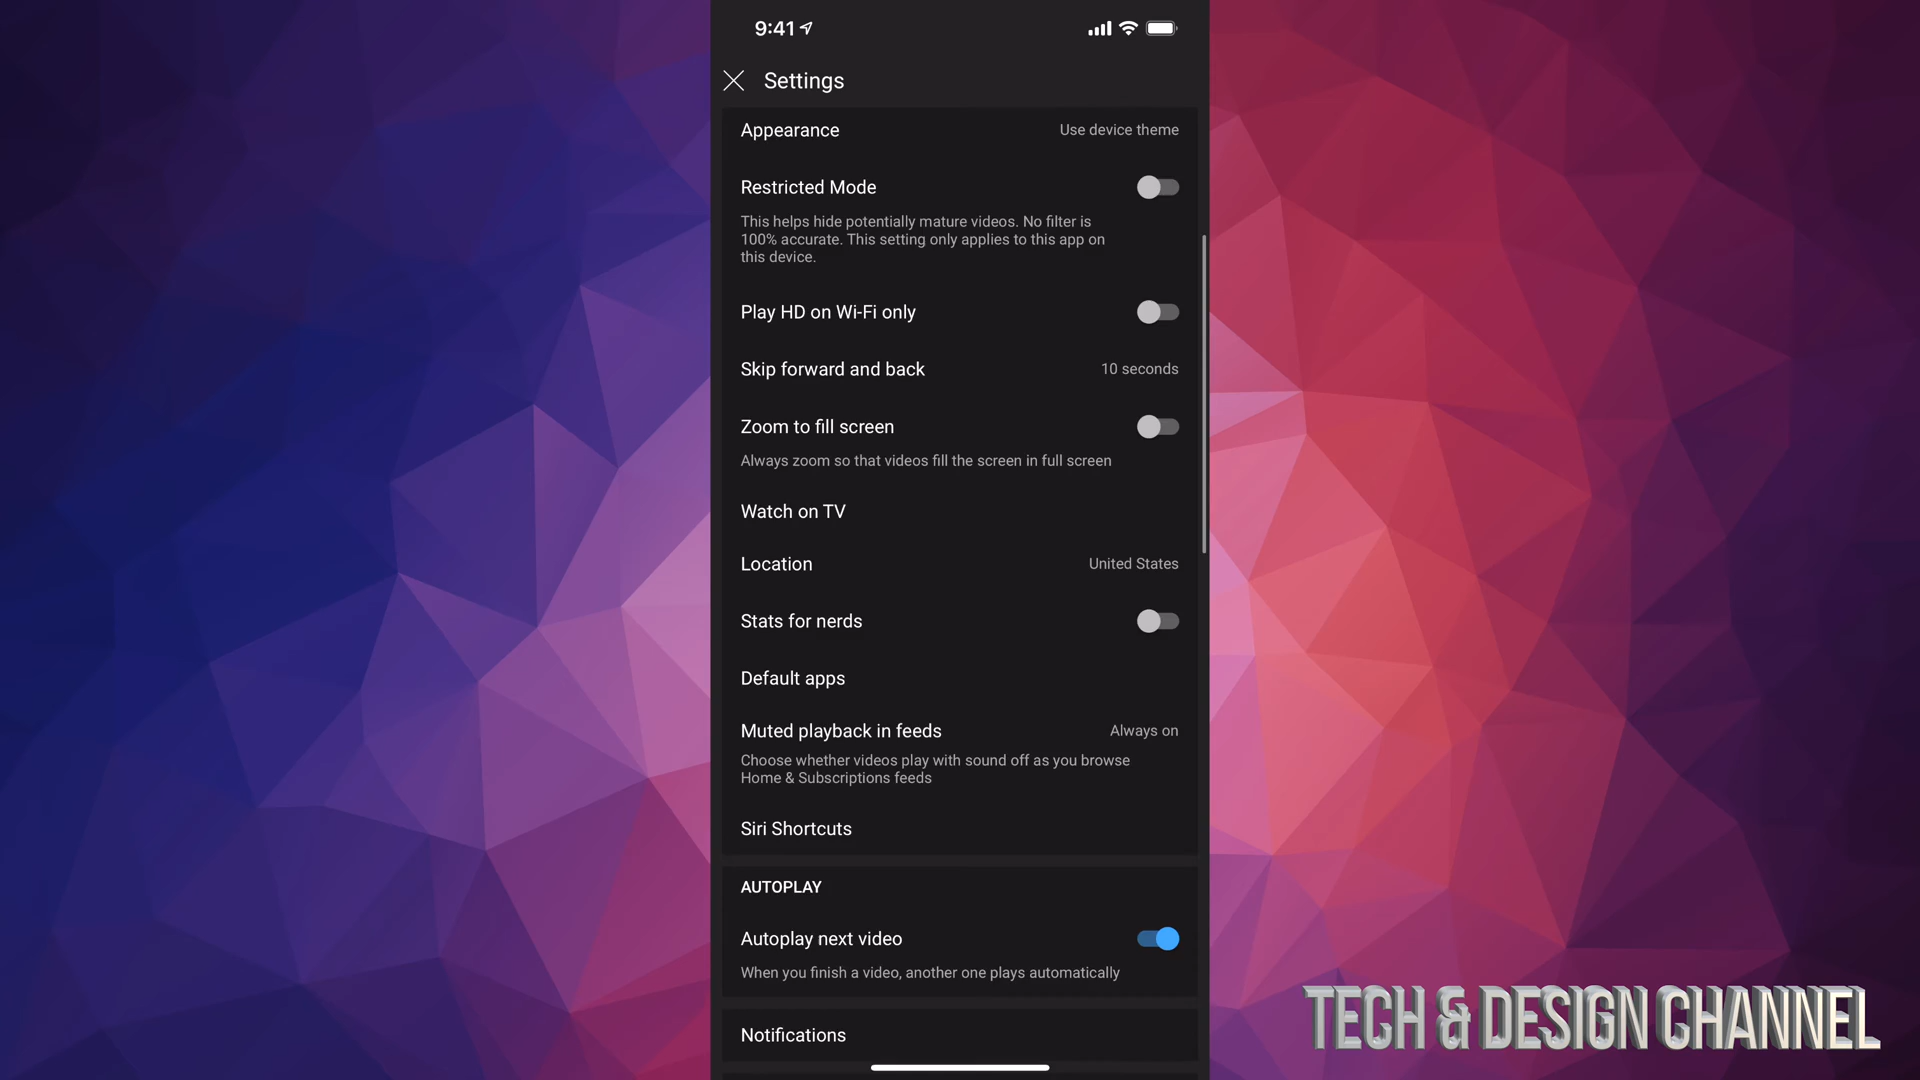 9:41
Settings
Appearance
Use device theme
Restricted Mode
This helps hide potentially mature videos. No filter is
100% accurate. This setting only applies to this app on
this device.
Play HD on Wi-Fi only
Skip forward and back
10 seconds
Zoom to fill screen
Always zoom so that videos fill the screen in full screen
Watch on TV
Location
United States
Stats for nerds
Default apps
Muted playback in feeds
Always on
Choose whether videos play with sound off as you browse
Home & Subscriptions feeds
Siri Shortcuts
AUTOPLAY
Autoplay next video
When you finish a video, another one plays automatically
Notifications
TECH & DESIGN CHANNEL